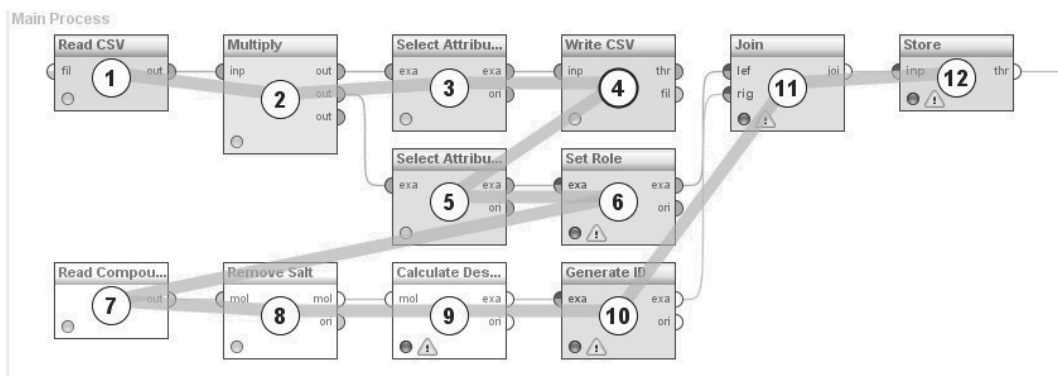 Main Process
Read CSV
fil
out
1
Multiply
inp
out
out
out
2
Select Attribu...
exa
exa
ori
3
Write CSV
inp
thr
fil
4
Join
lef
rig
joi
11
Store
inp
thr
12
Select Attribu...
exa
exa
ori
5
Set Role
exa
exa
ori
6
Read Compou...
out
7
Remove Salt
mol
mol
ori
8
Calculate Des...
mol
exa
ori
9
Generate ID
exa
exa
ori
10